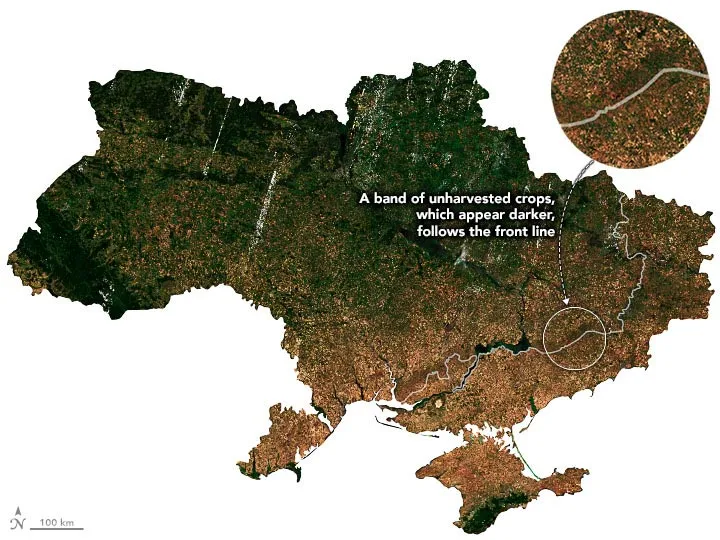 A band of unharvested crops,
which appear darker,
follows the front line
N
100 km